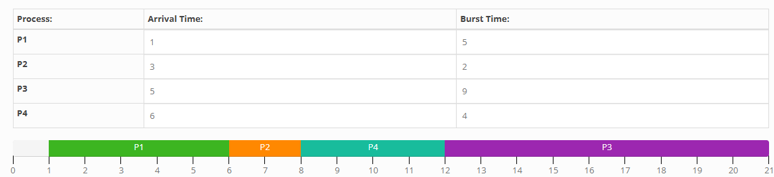 Process: Arrival Time: Burst Time:
P1 1 5
P2 3 2
P3 5 9
P4 6 4
P1 P2 P4 P3
0 1 2 3 4 5 6 7 8 9 10 11 12 13 14 15 16 17 18 19 20 21